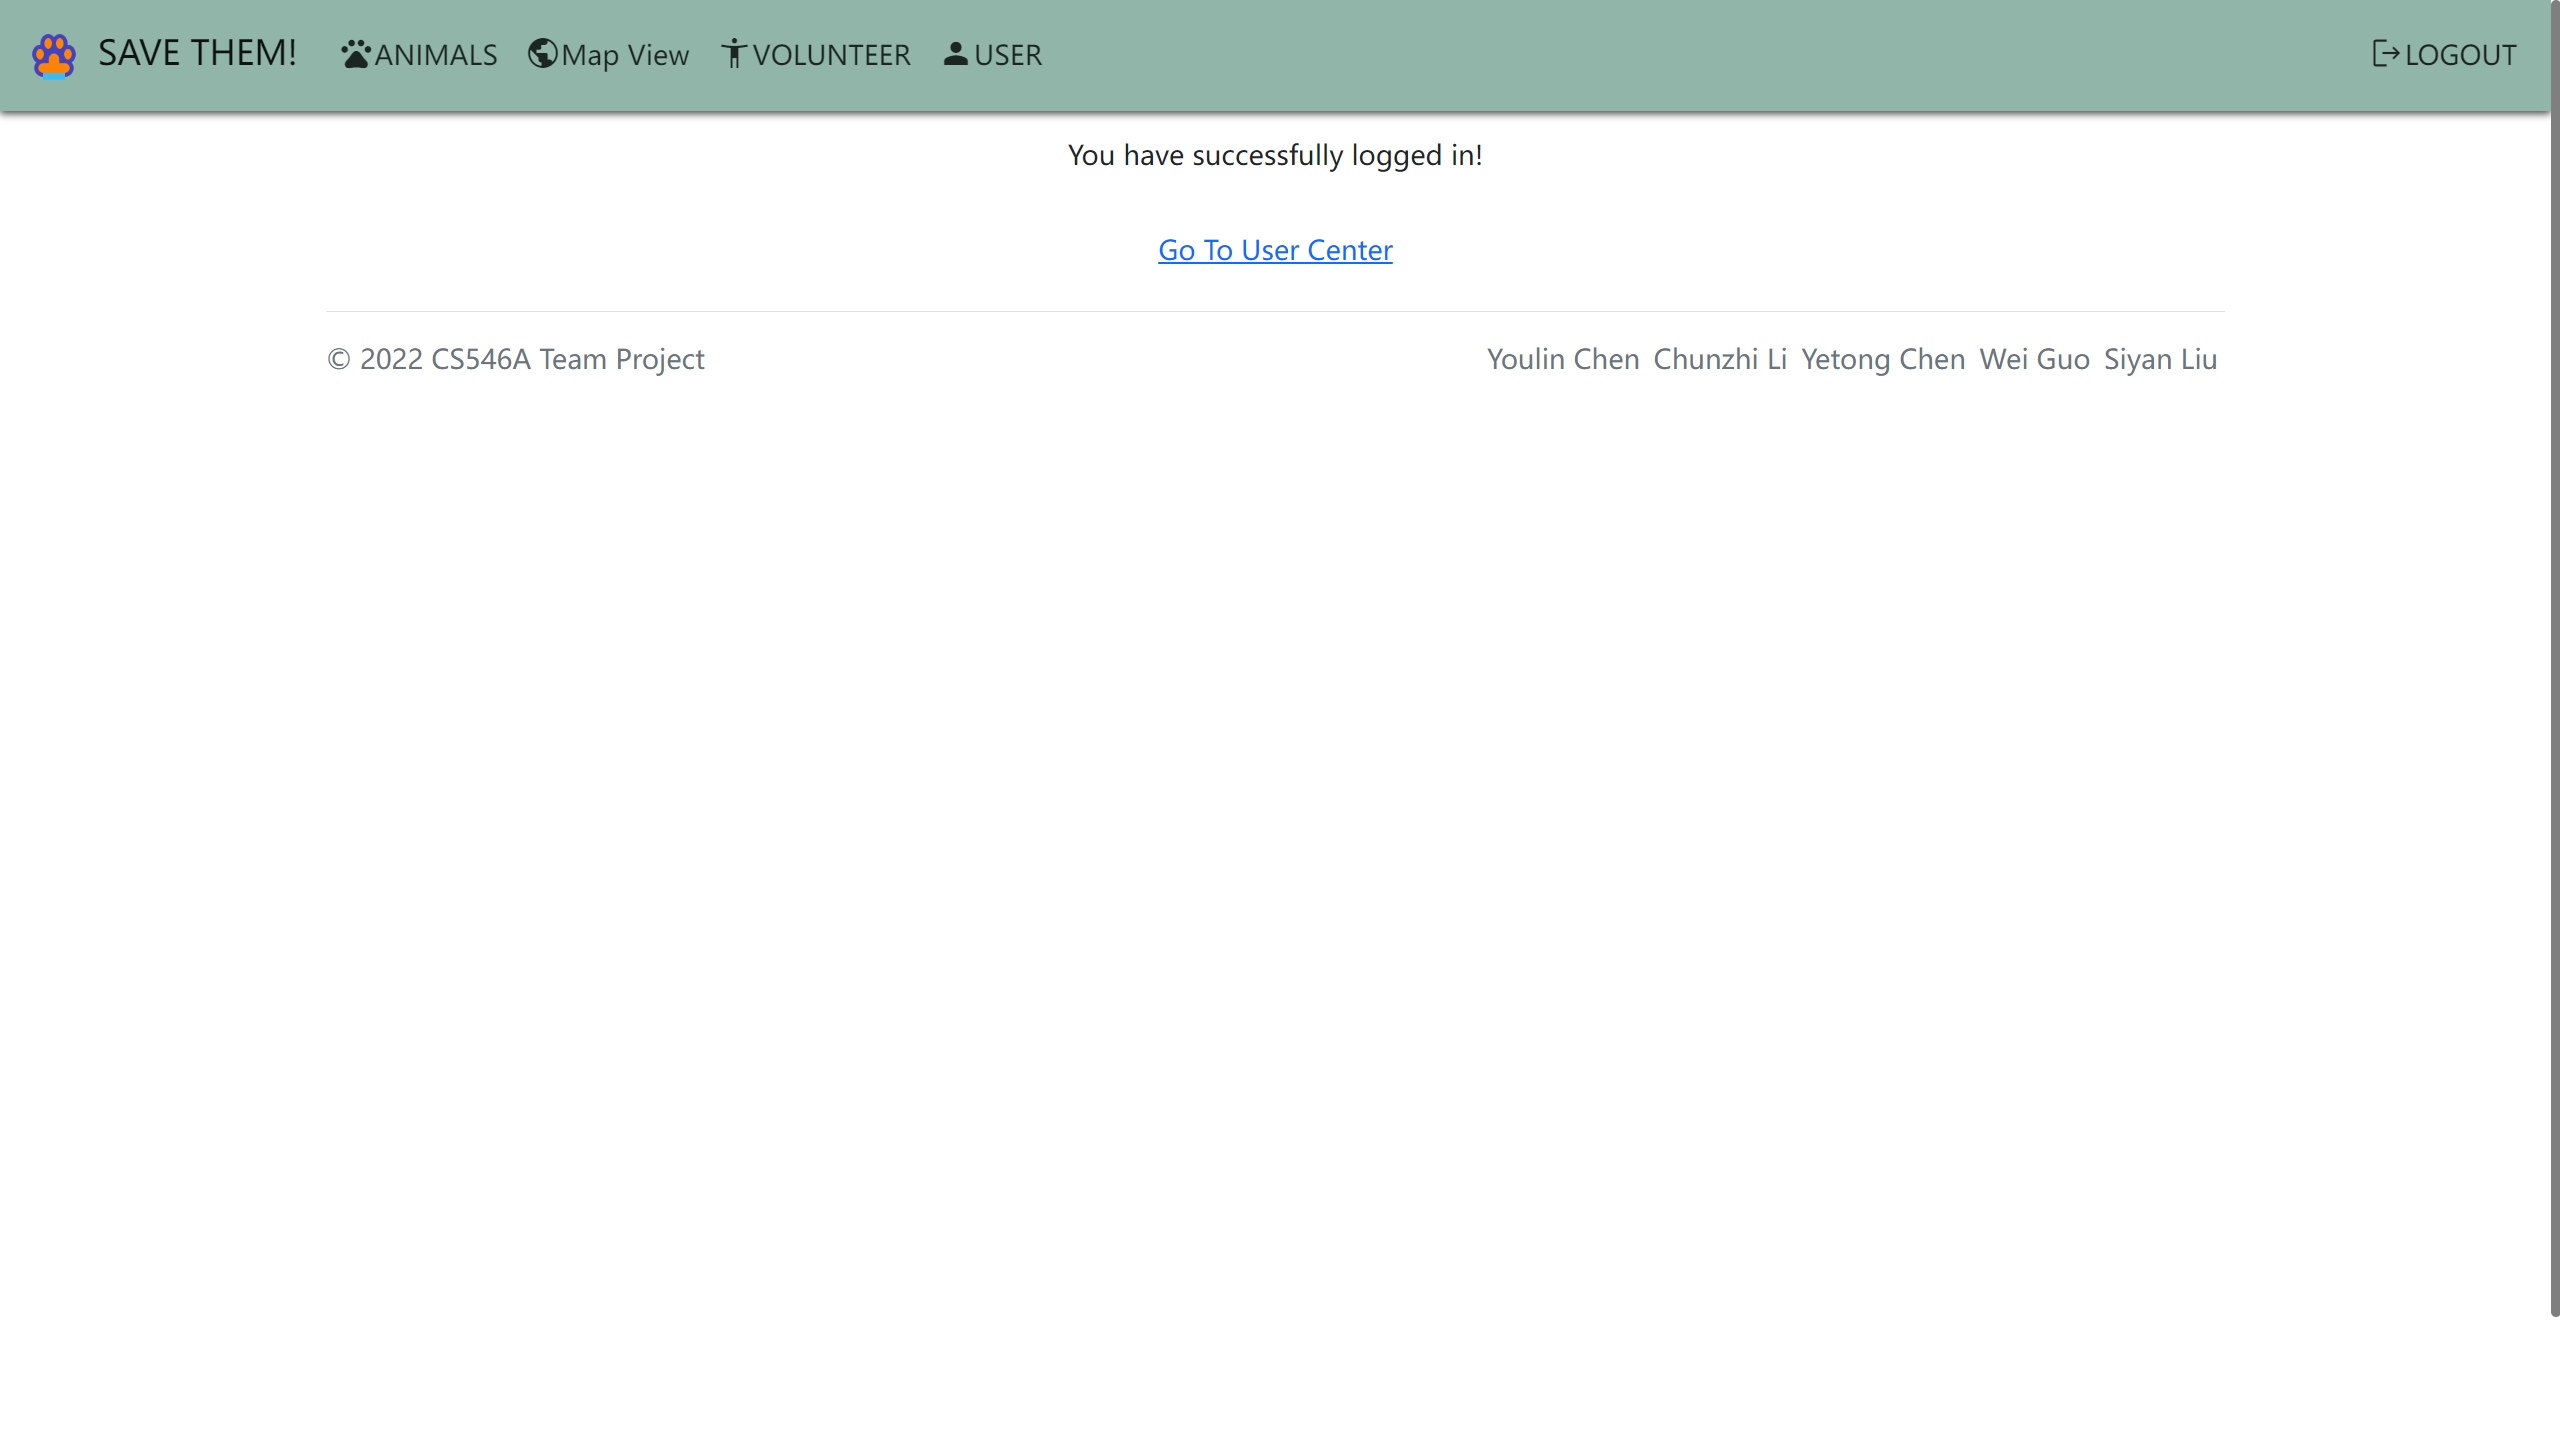 SAVE THEM! ANIMALS Map View VOLUNTEER USER LOGOUT
You have successfully logged in!
Go To User Center
© 2022 CS546A Team Project Youlin Chen Chunzhi Li Yetong Chen Wei Guo Siyan Liu